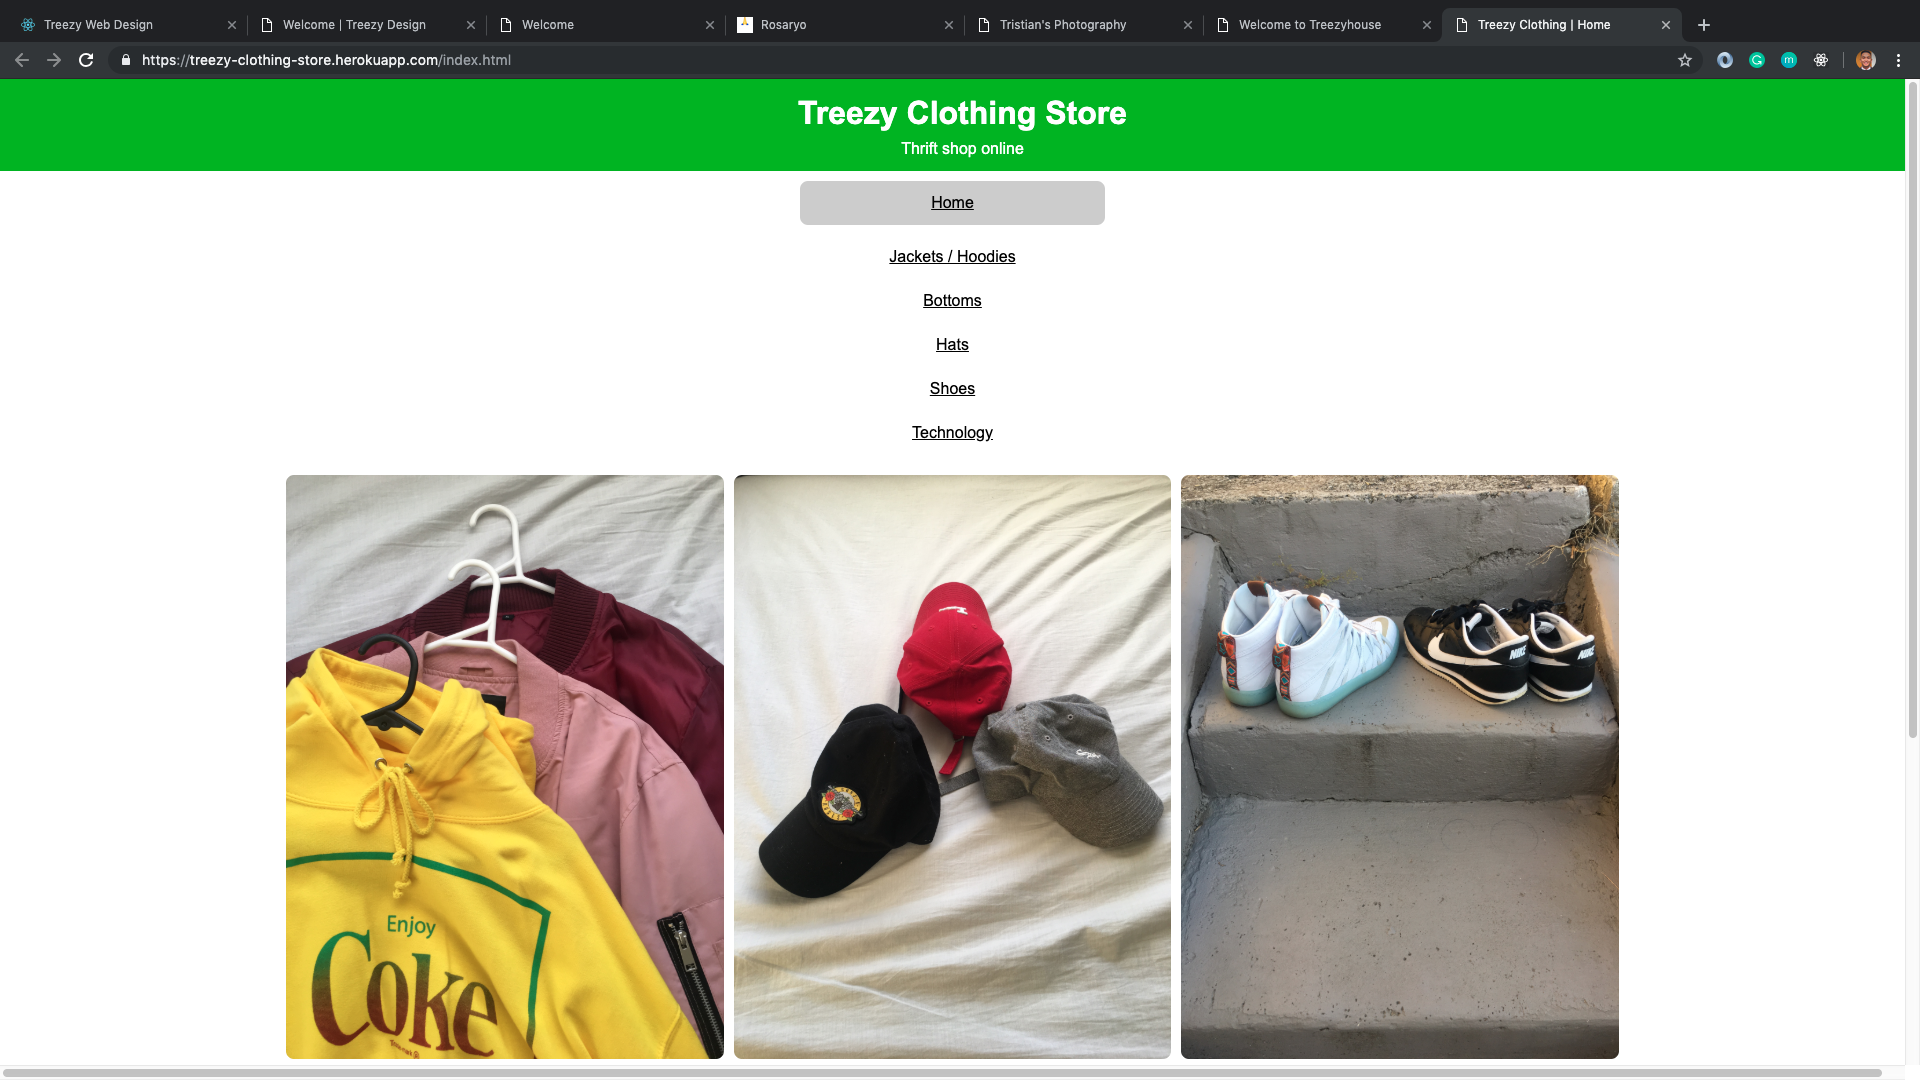 Treezy Web Design
Welcome | Treezy Design
Welcome
Rosaryo
Tristian's Photography
Welcome to Treezyhouse
Treezy Clothing | Home
https://treezy-clothing-store.herokuapp.com/index.html
Treezy Clothing Store
Thrift shop online
Home
Jackets / Hoodies
Bottoms
Hats
Shoes
Technology
Enjoy
Coke
NIKE
NIKE